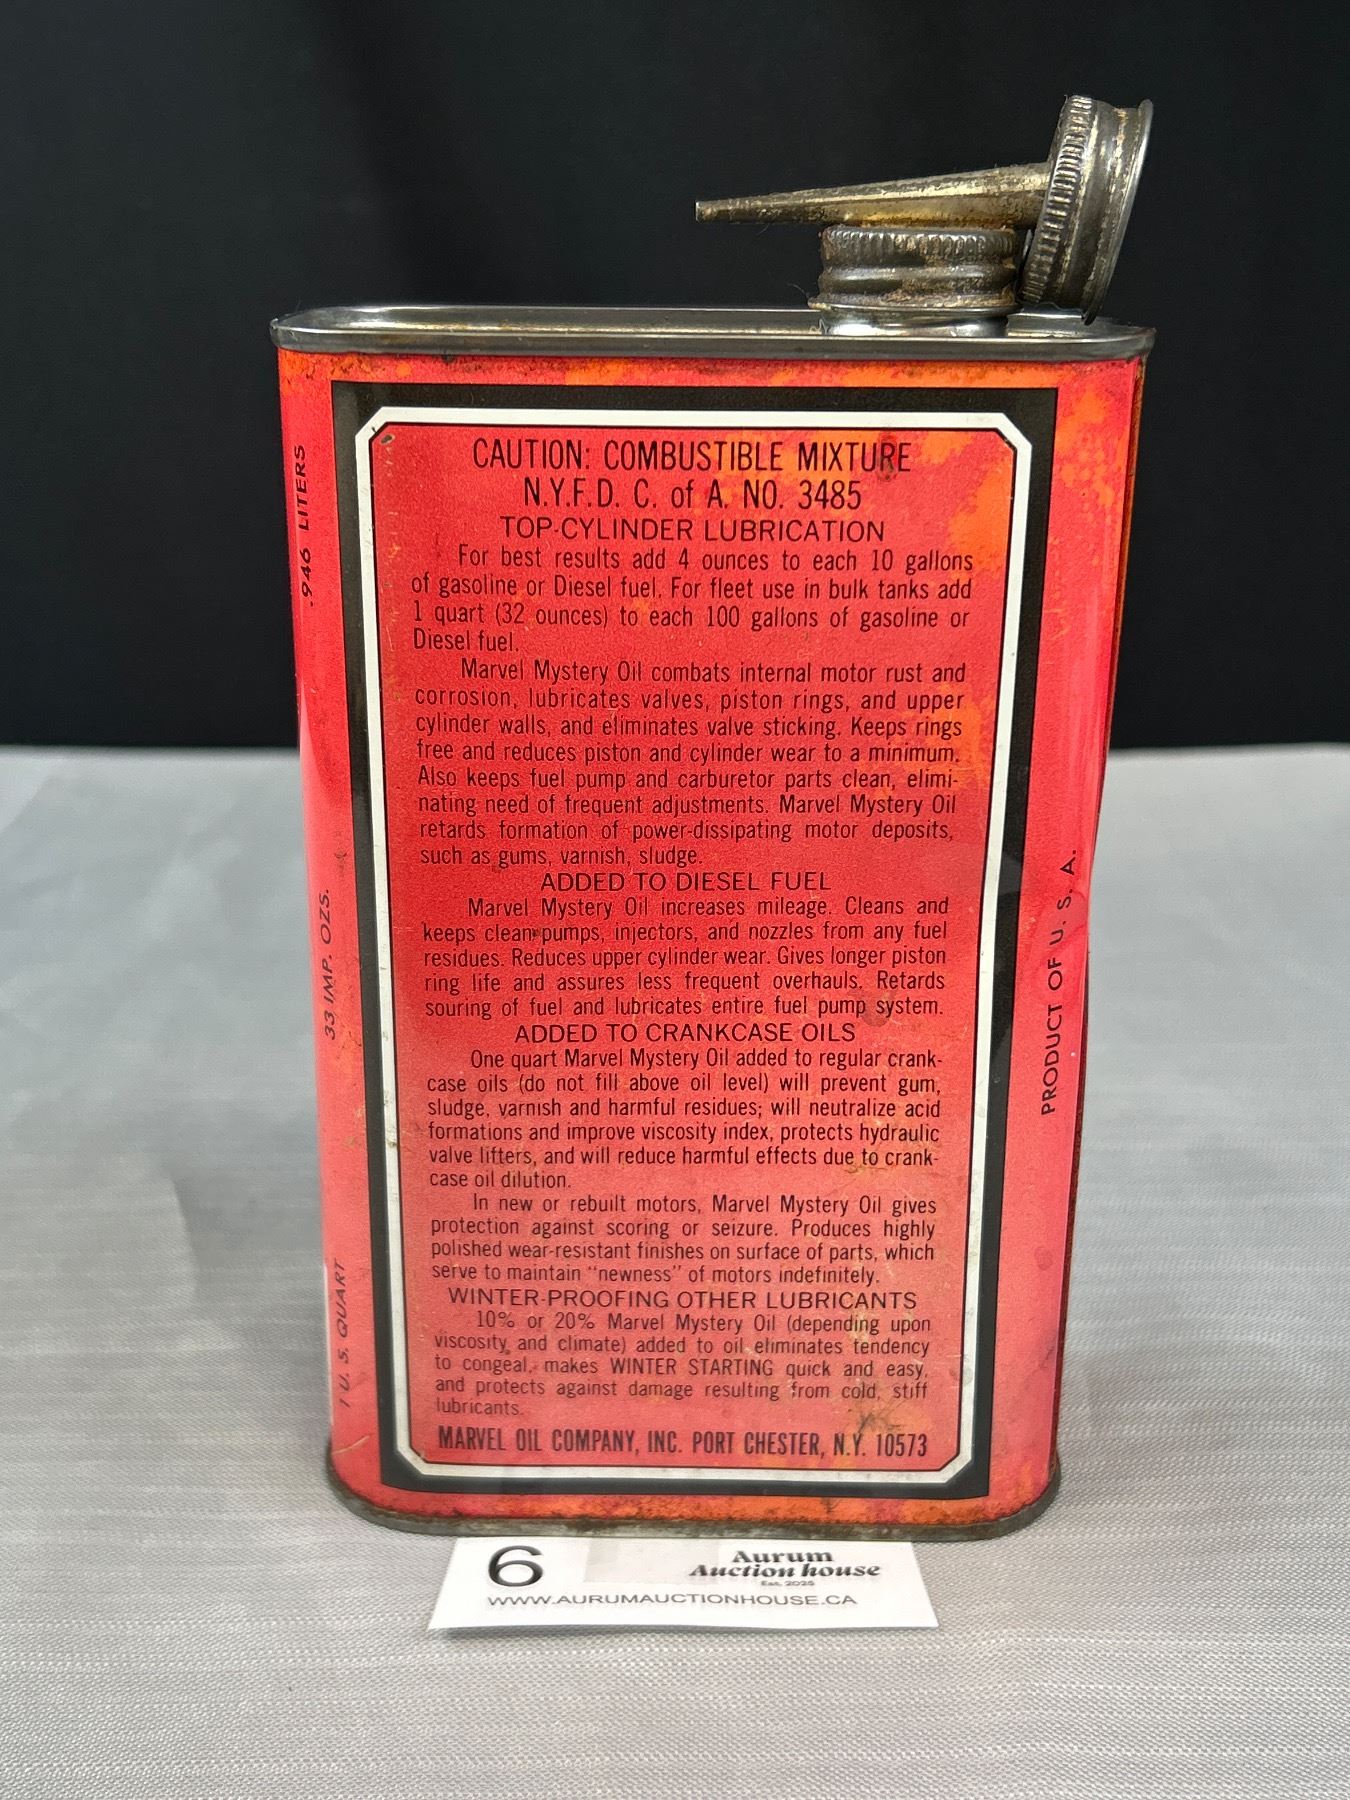 CAUTION: COMBUSTIBLE MIXTURE
N.Y.F.D. C. of A. NO. 3485
TOP-CYLINDER LUBRICATION
For best results add 4 ounces to each 10 gallons
of gasoline or Diesel fuel. For fleet use in bulk tanks add
1 quart (32 ounces) to each 100 gallons of gasoline or
Diesel fuel.
Marvel Mystery Oil combats internal motor rust and
corrosion, lubricates valves, piston rings, and upper
cylinder walls, and eliminates valve sticking. Keeps rings
free and reduces piston and cylinder wear to a minimum.
Also keeps fuel pump and carburetor parts clean, elimi-
nating need of frequent adjustments. Marvel Mystery Oil
retards formation of power-dissipating motor deposits,
such as gums, varnish, sludge.
ADDED TO DIESEL FUEL
Marvel Mystery Oil increases mileage. Cleans and
keeps clean pumps, injectors, and nozzles from any fuel
residues. Reduces upper cylinder wear. Gives longer piston
ring life and assures less frequent overhauls. Retards
souring of fuel and lubricates entire fuel pump system.
ADDED TO CRANKCASE OILS
One quart Marvel Mystery Oil added to regular crank-
case oils (do not fill above oil level) will prevent gum,
sludge, varnish and harmful residues; will neutralize acid
formations and improve viscosity index, protects hydraulic
valve lifters, and will reduce harmful effects due to crank-
case oil dilution.
In new or rebuilt motors, Marvel Mystery Oil gives
protection against scoring or seizure. Produces highly
polished wear-resistant finishes on surface of parts, which
serve to maintain "newness" of motors indefinitely.
WINTER-PROOFING OTHER LUBRICANTS
10% or 20% Marvel Mystery Oil (depending upon
viscosity and climate) added to oil eliminates tendency
to congeal, makes WINTER STARTING quick and easy,
and protects against damage resulting from cold, stiff
lubricants.
MARVEL OIL COMPANY, INC. PORT CHESTER, N.Y. 10573
1 U. S. QUART
33 IMP. OZS.
.946 LITERS
PRODUCT OF U. S. A.
6
Aurum
Auction house
Est. 2025
WWW.AURUMAUCTIONHOUSE.CA